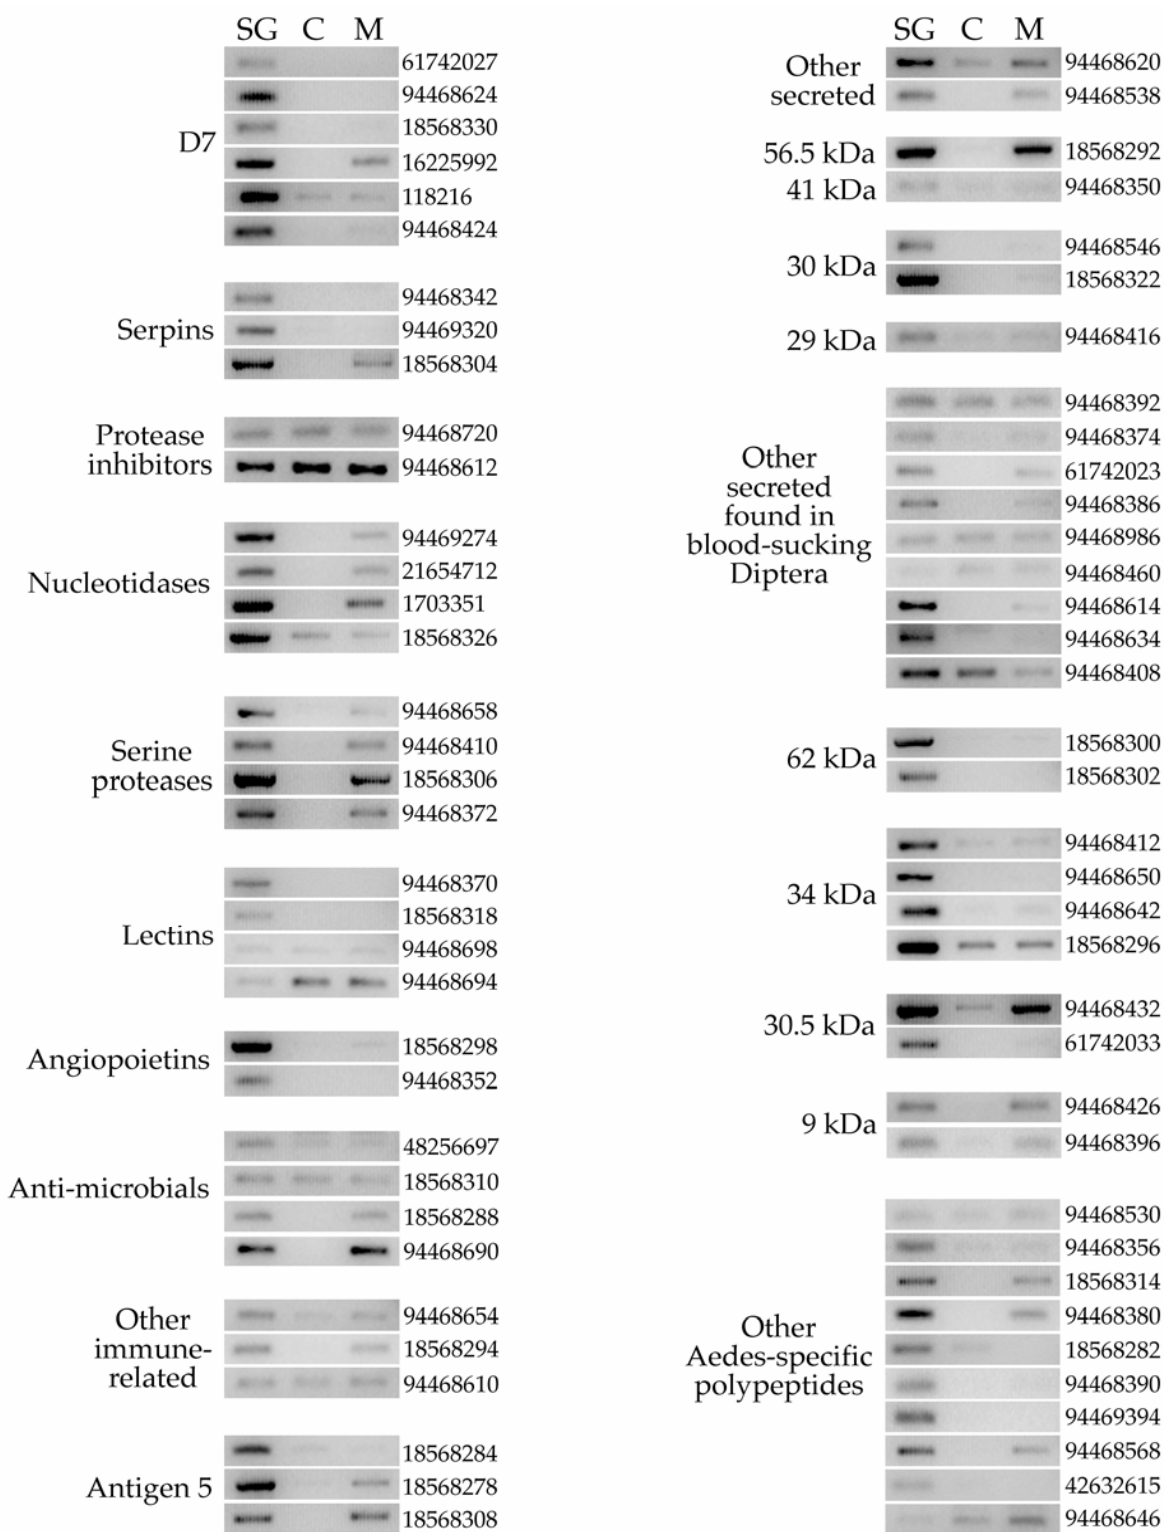 SG C M
61742027
94468624
18568330
D7
16225992
118216
94468424
94468342
Serpins
94469320
18568304
Protease
inhibitors
94468720
94468612
94469274
21654712
Nucleotidases
1703351
18568326
94468658
94468410
Serine
proteases
18568306
94468372
94468370
18568318
Lectins
94468698
94468694
18568298
Angiopoietins
94468352
48256697
18568310
Anti-microbials
18568288
94468690
Other
immune-
related
94468654
18568294
94468610
18568284
Antigen 5
18568278
18568308
SG C M
Other
secreted
94468620
94468538
56.5 kDa
18568292
41 kDa
94468350
94468546
30 kDa
18568322
29 kDa
94468416
94468392
94468374
Other
secreted
found in
blood-sucking
Diptera
61742023
94468386
94468986
94468460
94468614
94468634
94468408
18568300
62 kDa
18568302
94468412
94468650
34 kDa
94468642
18568296
94468432
30.5 kDa
61742033
94468426
9 kDa
94468396
94468530
94468356
18568314
94468380
Other
Aedes-specific
polypeptides
18568282
94468390
94469394
94468568
42632615
94468646